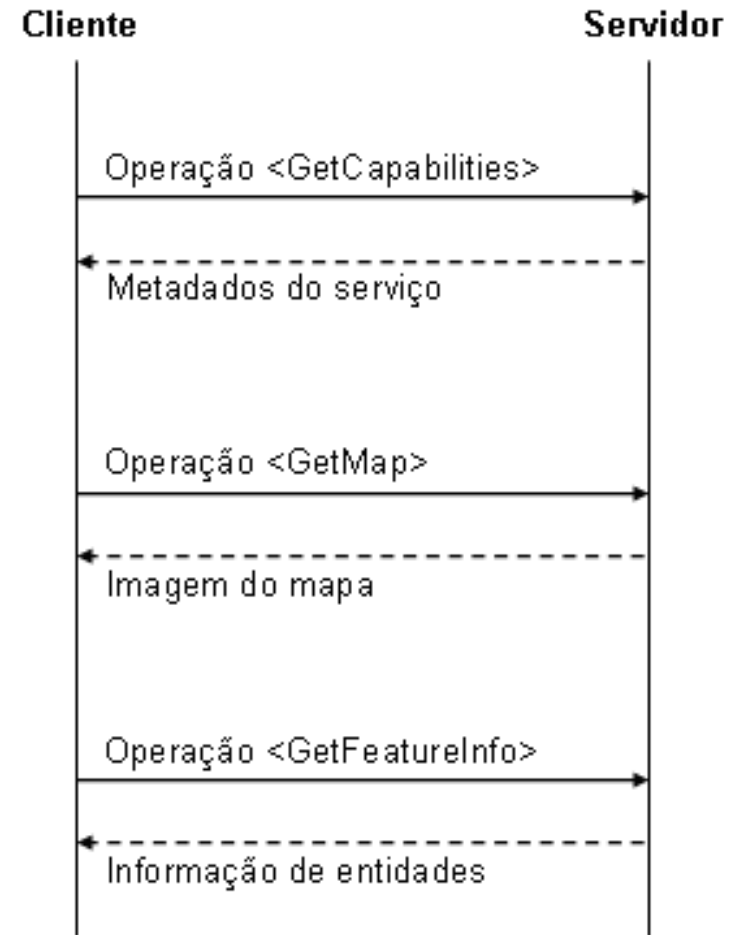 Cliente Servidor
Operação <GetCapabilities>
Metadados do serviço
Operação <GetMap>
Imagem do mapa
Operação <GetFeatureInfo>
Informação de entidades